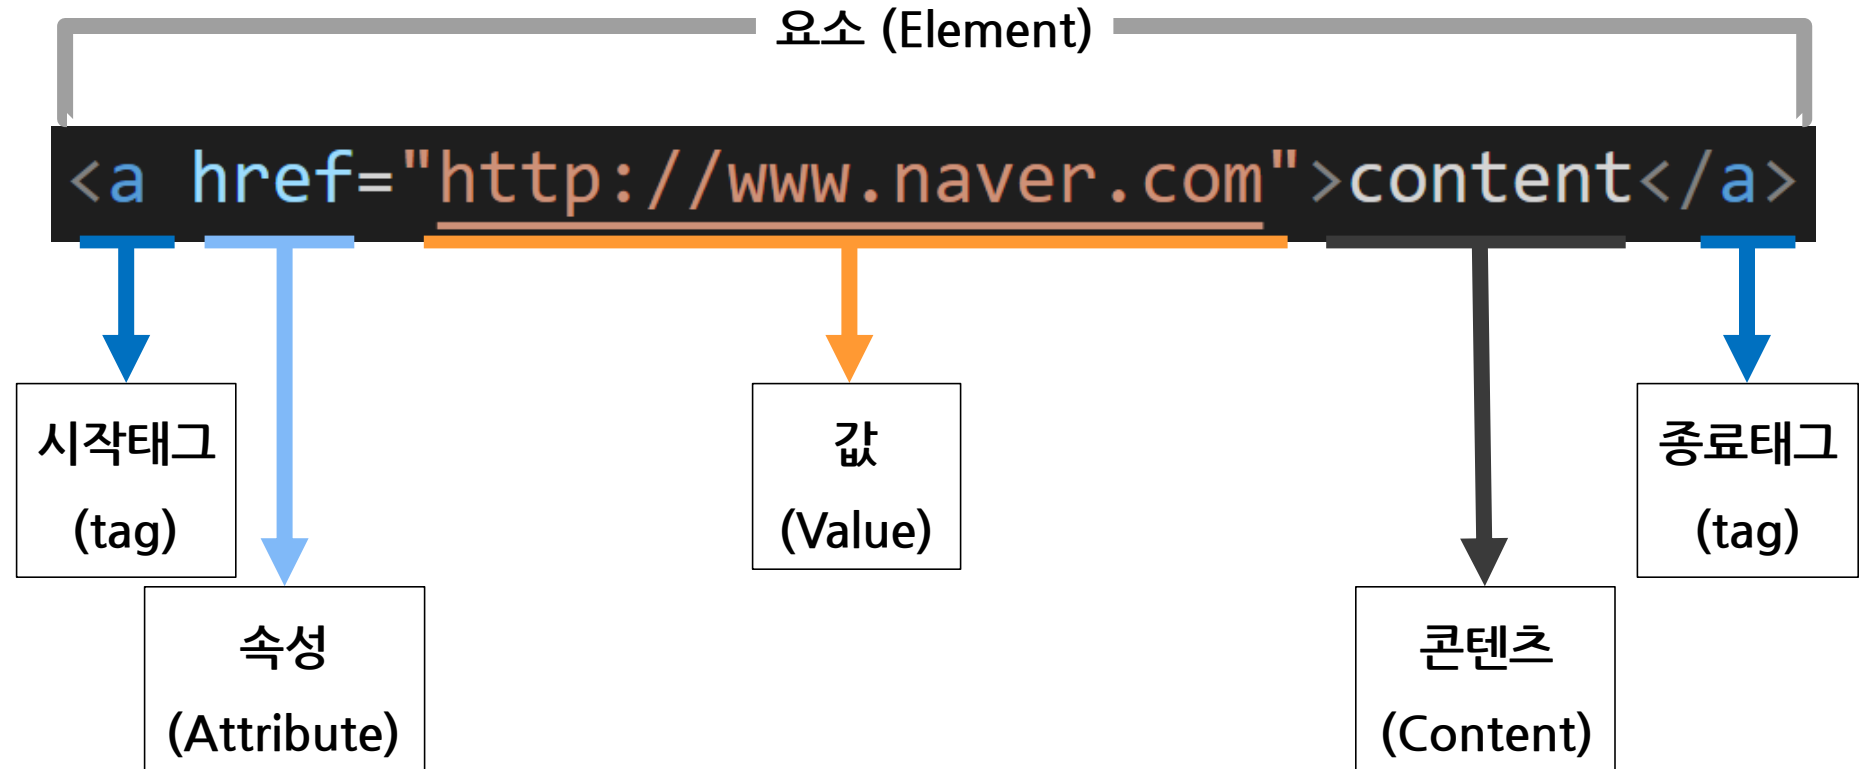 요소 (Element)
<a href="http://www.naver.com">content</a>
시작태그
(tag)
값
(Value)
종료태그
(tag)
속성
(Attribute)
콘텐츠
(Content)